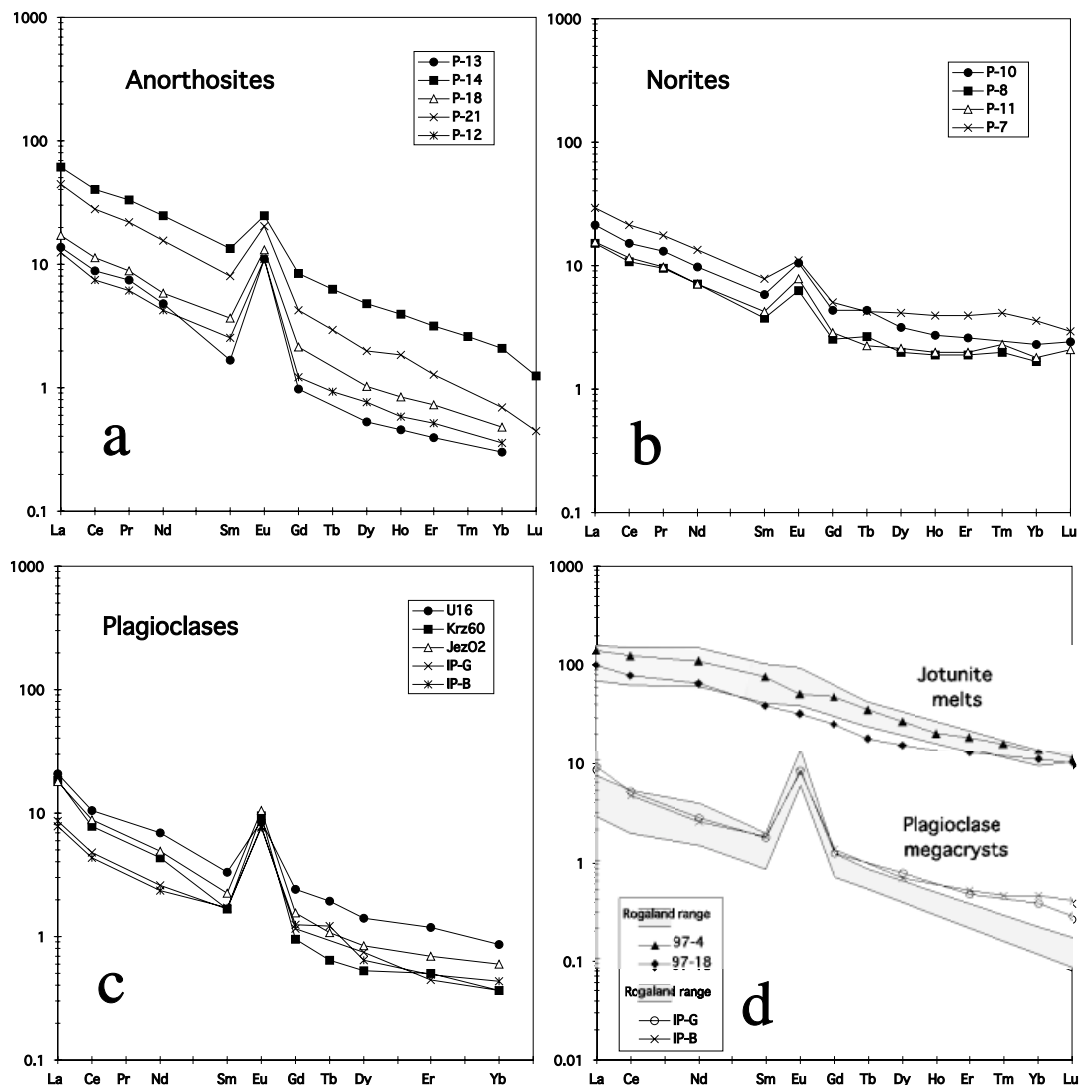 1000
100
10
1
0.1
Anorthosites
P-13
P-14
P-18
P-21
P-12
a
La Ce Pr Nd Sm Eu Gd Tb Dy Ho Er Tm Yb Lu
1000
100
10
1
0.1
Norites
P-10
P-8
P-11
P-7
b
La Ce Pr Nd Sm Eu Gd Tb Dy Ho Er Tm Yb Lu
1000
100
10
1
0.1
Plagioclases
U16
Krz60
JezO2
IP-G
IP-B
c
La Ce Pr Nd Sm Eu Gd Tb Dy Er Yb
1000
100
10
1
0.1
0.01
Jotunite
melts
Plagioclase
megacrysts
Rogaland range
97-4
97-18
Rogaland range
IP-G
IP-B
d
La Ce Pr Nd Sm Eu Gd Tb Dy Ho Er Tm Yb Lu